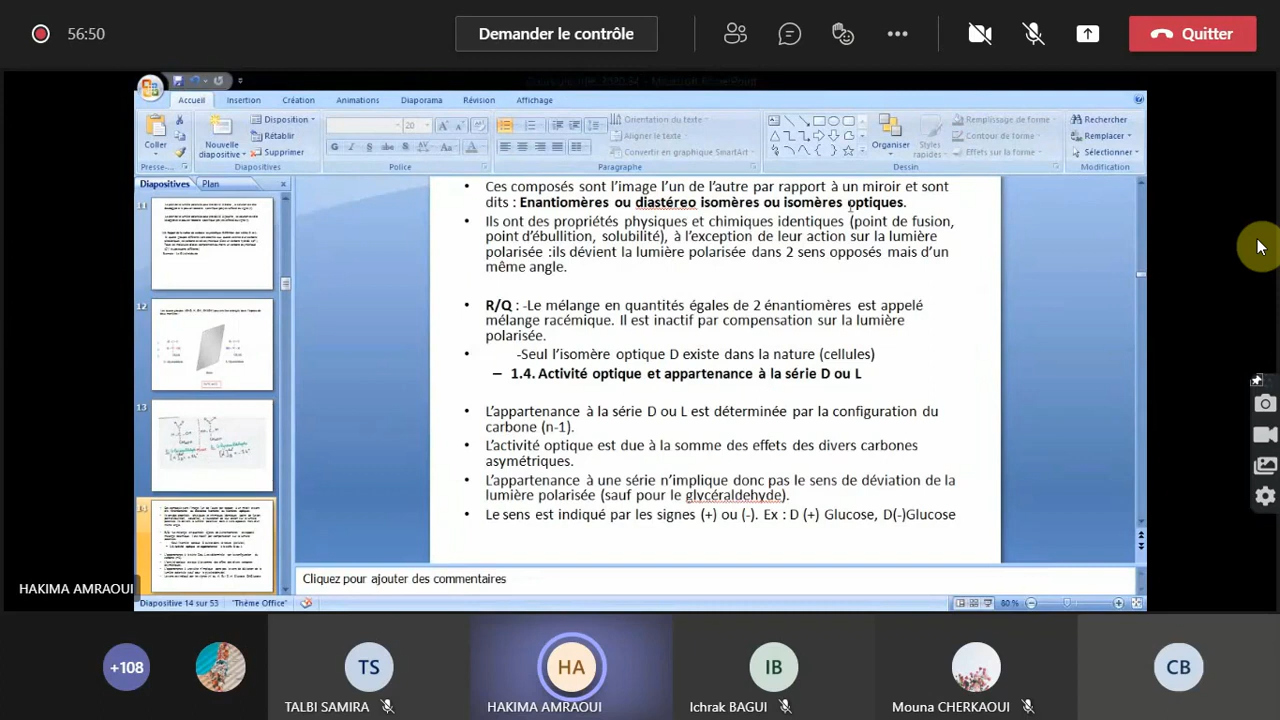 56:50
Demander le contrôle
Quitter
Accueil
Insertion
Création
Animations
Diaporama
Révision
Affichage
Coller
Presse-...
Nouvelle
diapositive
Disposition
Rétablir
Supprimer
Diapositives
20
Police
Orientation du texte
Aligner le texte
Convertir en graphique SmartArt
Paragraphe
Organiser
Styles
rapides
Remplissage de forme
Contour de forme
Effets sur la forme
Dessin
Rechercher
Remplacer
Sélectionner
Modification
Diapositives
Plan
11
12
13
• Ces composés sont l’image l’un de l’autre par rapport à un miroir et sont
dits : Enantiomères ou diastéreo isomères ou isomères optiques.
• Ils ont des propriétés physiques et chimiques identiques (point de fusion,
point d’ébullition, solubilité), à l’exception de leur action sur la lumière
polarisée :ils dévient la lumière polarisée dans 2 sens opposés mais d’un
même angle.
• R/Q : -Le mélange en quantités égales de 2 énantiomères est appelé
mélange racémique. Il est inactif par compensation sur la lumière
polarisée.
• -Seul l’isomère optique D existe dans la nature (cellules)
– 1.4. Activité optique et appartenance à la série D ou L
• L’appartenance à la série D ou L est déterminée par la configuration du
carbone (n-1).
• L’activité optique est due à la somme des effets des divers carbones
asymétriques.
• L’appartenance à une série n’implique donc pas le sens de déviation de la
lumière polarisée (sauf pour le glycéraldehyde).
• Le sens est indiqué par les signes (+) ou (-). Ex : D (+) Glucose, D(-)Glucose
Cliquez pour ajouter des commentaires
HAKIMA AMRAOUI
Diapositive 14 sur 53
"Thème Office"
80 %
+108
TS
TALBI SAMIRA
HA
HAKIMA AMRAOUI
IB
Ichrak BAGUI
Mouna CHERKAOUI
CB